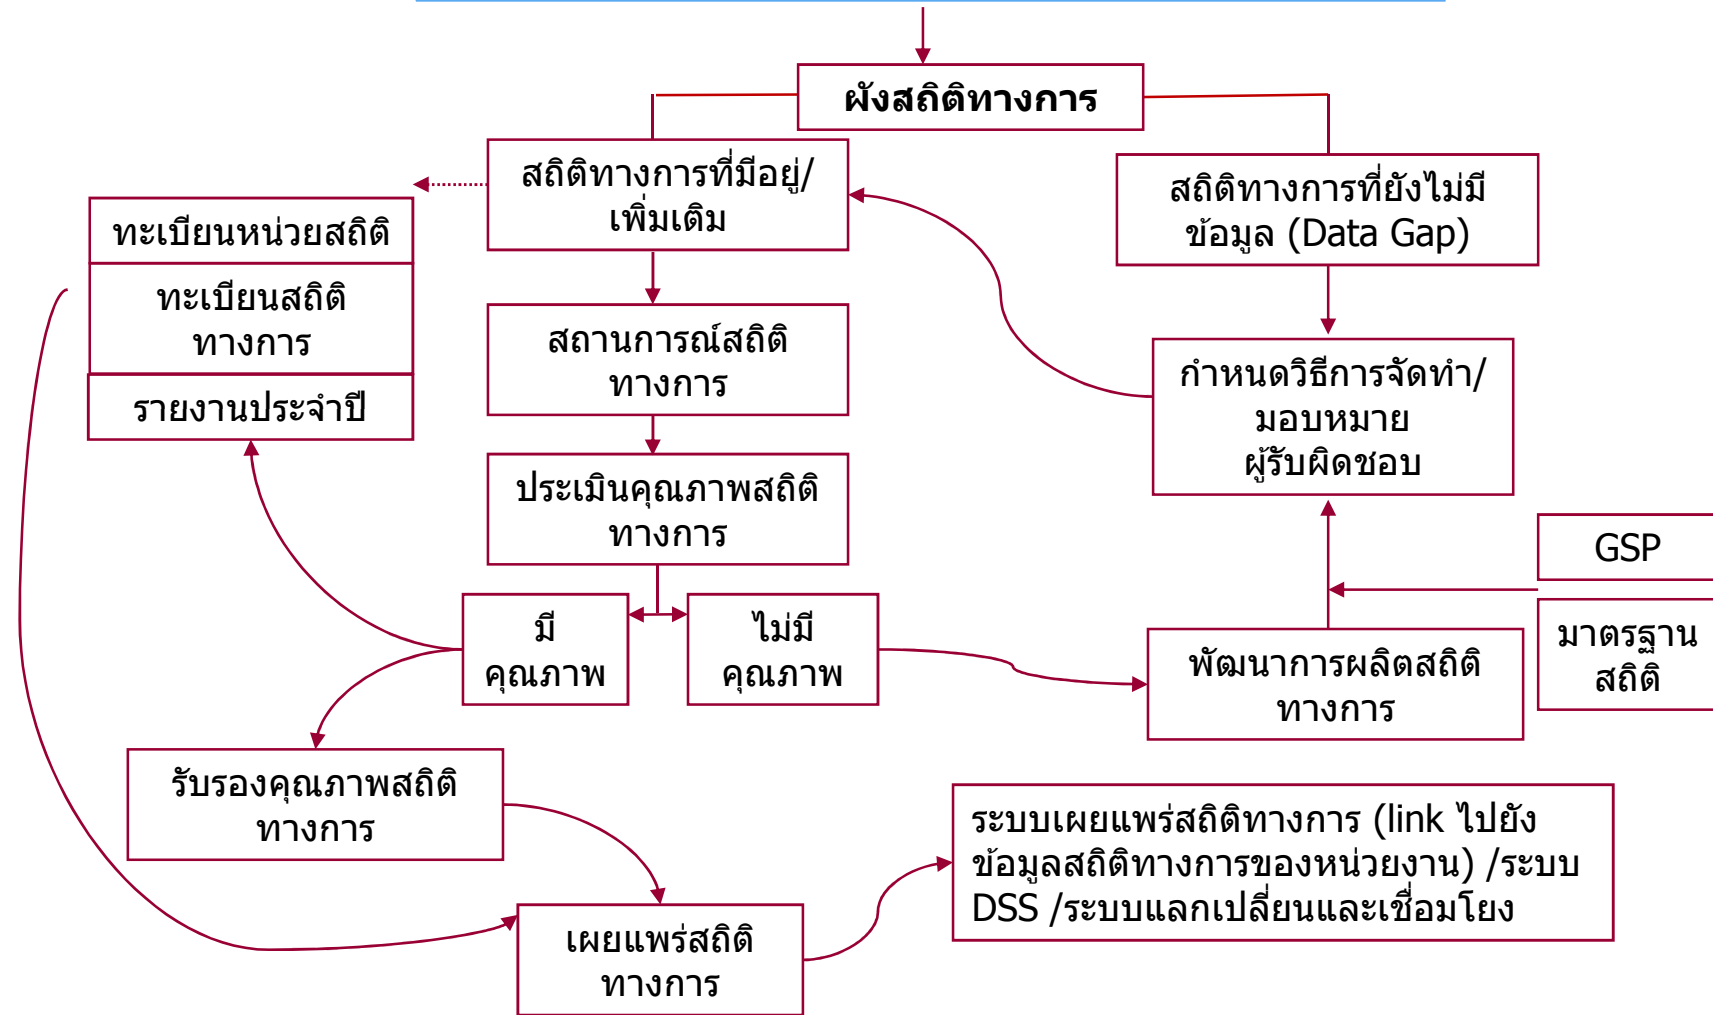 ผังสถิติทางการ
สถิติทางการที่มีอยู่/
เพิ่มเติม
สถิติทางการที่ยังไม่มี
ข้อมูล (Data Gap)
ทะเบียนหน่วยสถิติ
ทะเบียนสถิติ
ทางการ
รายงานประจำปี
สถานการณ์สถิติ
ทางการ
กำหนดวิธีการจัดทำ/
มอบหมาย
ผู้รับผิดชอบ
ประเมินคุณภาพสถิติ
ทางการ
GSP
มาตรฐาน
สถิติ
มี
คุณภาพ
ไม่มี
คุณภาพ
พัฒนาการผลิตสถิติ
ทางการ
รับรองคุณภาพสถิติ
ทางการ
ระบบเผยแพร่สถิติทางการ (link ไปยัง
ข้อมูลสถิติทางการของหน่วยงาน) /ระบบ
DSS /ระบบแลกเปลี่ยนและเชื่อมโยง
เผยแพร่สถิติ
ทางการ